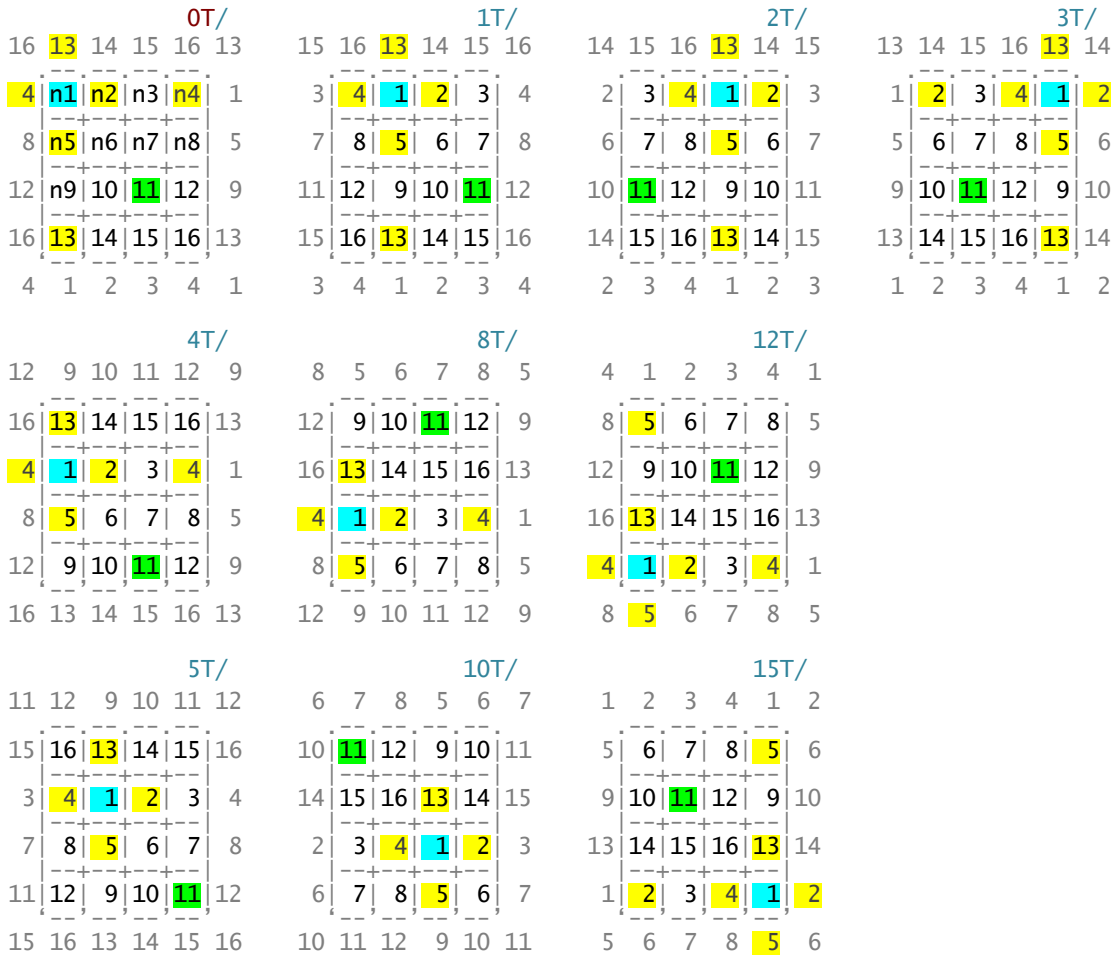 0T/ 1T/ 2T/ 3T/
16 13 14 15 16 13 15 16 13 14 15 16 14 15 16 13 14 15 13 14 15 16 13 14
.--.--.--.--. .--.--.--.--. .--.--.--.--. .--.--.--.--.
4|n1|n2|n3|n4| 1 3| 4| 1| 2| 3| 4 2| 3| 4| 1| 2| 3 1| 2| 3| 4| 1| 2
|--+--+--+--| |--+--+--+--| |--+--+--+--| |--+--+--+--|
8|n5|n6|n7|n8| 5 7| 8| 5| 6| 7| 8 6| 7| 8| 5| 6| 7 5| 6| 7| 8| 5| 6
|--+--+--+--| |--+--+--+--| |--+--+--+--| |--+--+--+--|
12|n9|10|11|12| 9 11|12| 9|10|11|12 10|11|12| 9|10|11 9|10|11|12| 9|10
|--+--+--+--| |--+--+--+--| |--+--+--+--| |--+--+--+--|
16|13|14|15|16|13 15|16|13|14|15|16 14|15|16|13|14|15 13|14|15|16|13|14
‘--’--’--’--’ ‘--’--’--’--’ ‘--’--’--’--’ ‘--’--’--’--’
4 1 2 3 4 1 3 4 1 2 3 4 2 3 4 1 2 3 1 2 3 4 1 2
4T/ 8T/ 12T/
12 9 10 11 12 9 8 5 6 7 8 5 4 1 2 3 4 1
.--.--.--.--. .--.--.--.--. .--.--.--.--.
16|13|14|15|16|13 12| 9|10|11|12| 9 8| 5| 6| 7| 8| 5
|--+--+--+--| |--+--+--+--| |--+--+--+--|
4| 1| 2| 3| 4| 1 16|13|14|15|16|13 12| 9|10|11|12| 9
|--+--+--+--| |--+--+--+--| |--+--+--+--|
8| 5| 6| 7| 8| 5 4| 1| 2| 3| 4| 1 16|13|14|15|16|13
|--+--+--+--| |--+--+--+--| |--+--+--+--|
12| 9|10|11|12| 9 8| 5| 6| 7| 8| 5 4| 1| 2| 3| 4| 1
‘--’--’--’--’ ‘--’--’--’--’ ‘--’--’--’--’
16 13 14 15 16 13 12 9 10 11 12 9 8 5 6 7 8 5
5T/ 10T/ 15T/
11 12 9 10 11 12 6 7 8 5 6 7 1 2 3 4 1 2
.--.--.--.--. .--.--.--.--. .--.--.--.--.
15|16|13|14|15|16 10|11|12| 9|10|11 5| 6| 7| 8| 5| 6
|--+--+--+--| |--+--+--+--| |--+--+--+--|
3| 4| 1| 2| 3| 4 14|15|16|13|14|15 9|10|11|12| 9|10
|--+--+--+--| |--+--+--+--| |--+--+--+--|
7| 8| 5| 6| 7| 8 2| 3| 4| 1| 2| 3 13|14|15|16|13|14
|--+--+--+--| |--+--+--+--| |--+--+--+--|
11|12| 9|10|11|12 6| 7| 8| 5| 6| 7 1| 2| 3| 4| 1| 2
‘--’--’--’--’ ‘--’--’--’--’ ‘--’--’--’--’
15 16 13 14 15 16 10 11 12 9 10 11 5 6 7 8 5 6